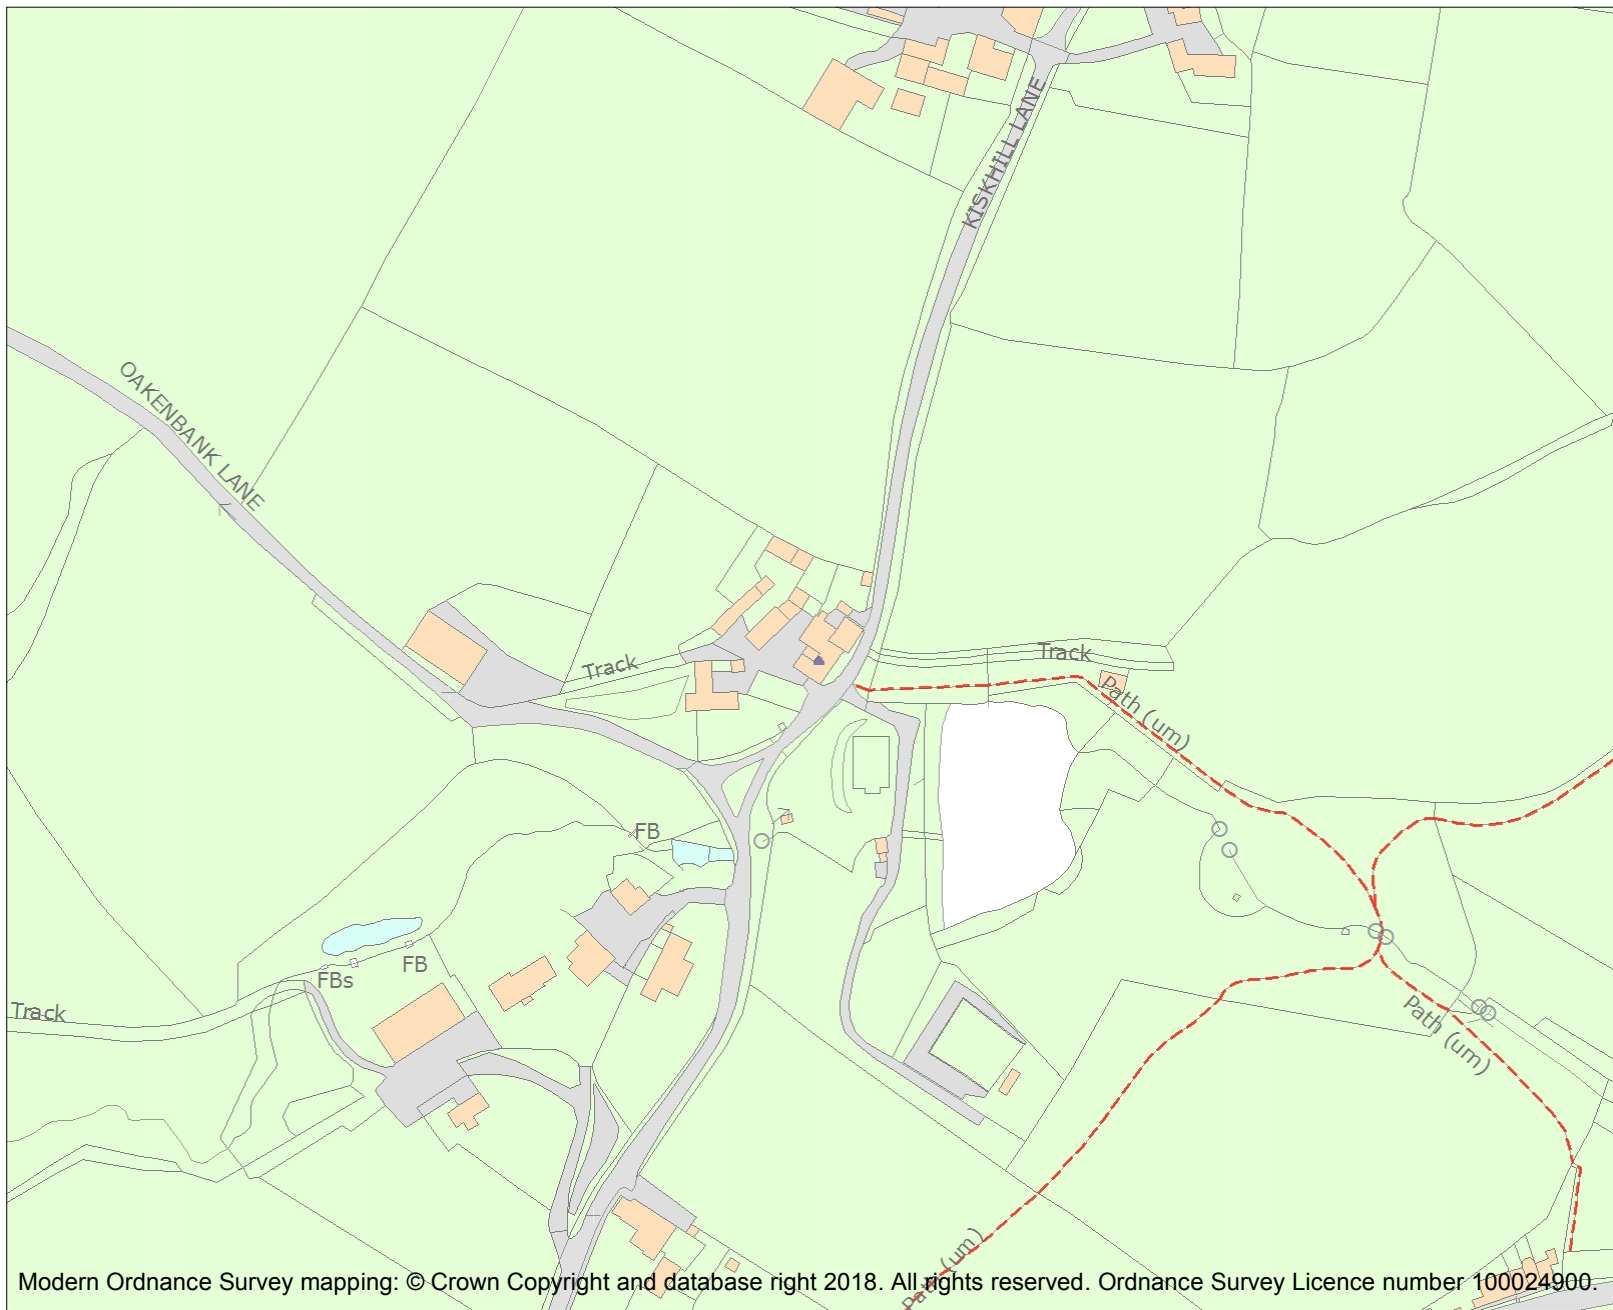 KISKHILL LANE
OAKENBANK LANE
Track
Track
Path (um)
FB
FB
FBs
Track
Path (um)
Path (um)
Modern Ordnance Survey mapping: © Crown Copyright and database right 2018. All rights reserved. Ordnance Survey Licence number 100024900.